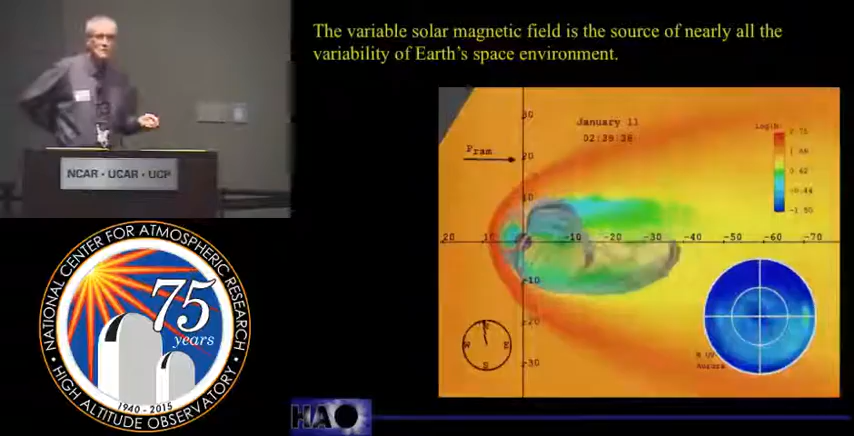 The variable solar magnetic field is the source of nearly all the
variability of Earth's space environment.
NCAR · UCAR · UCP
NATIONAL CENTER FOR ATMOSPHERIC RESEARCH
75
years
1940 - 2015
HIGH ALTITUDE OBSERVATORY
January 11
02:39:36
Pram
30
20
10
20 10 -10 -20 -30 -40 -50 -60 -70
-10
-20
-30
N
W E
S
Aurora
HAO